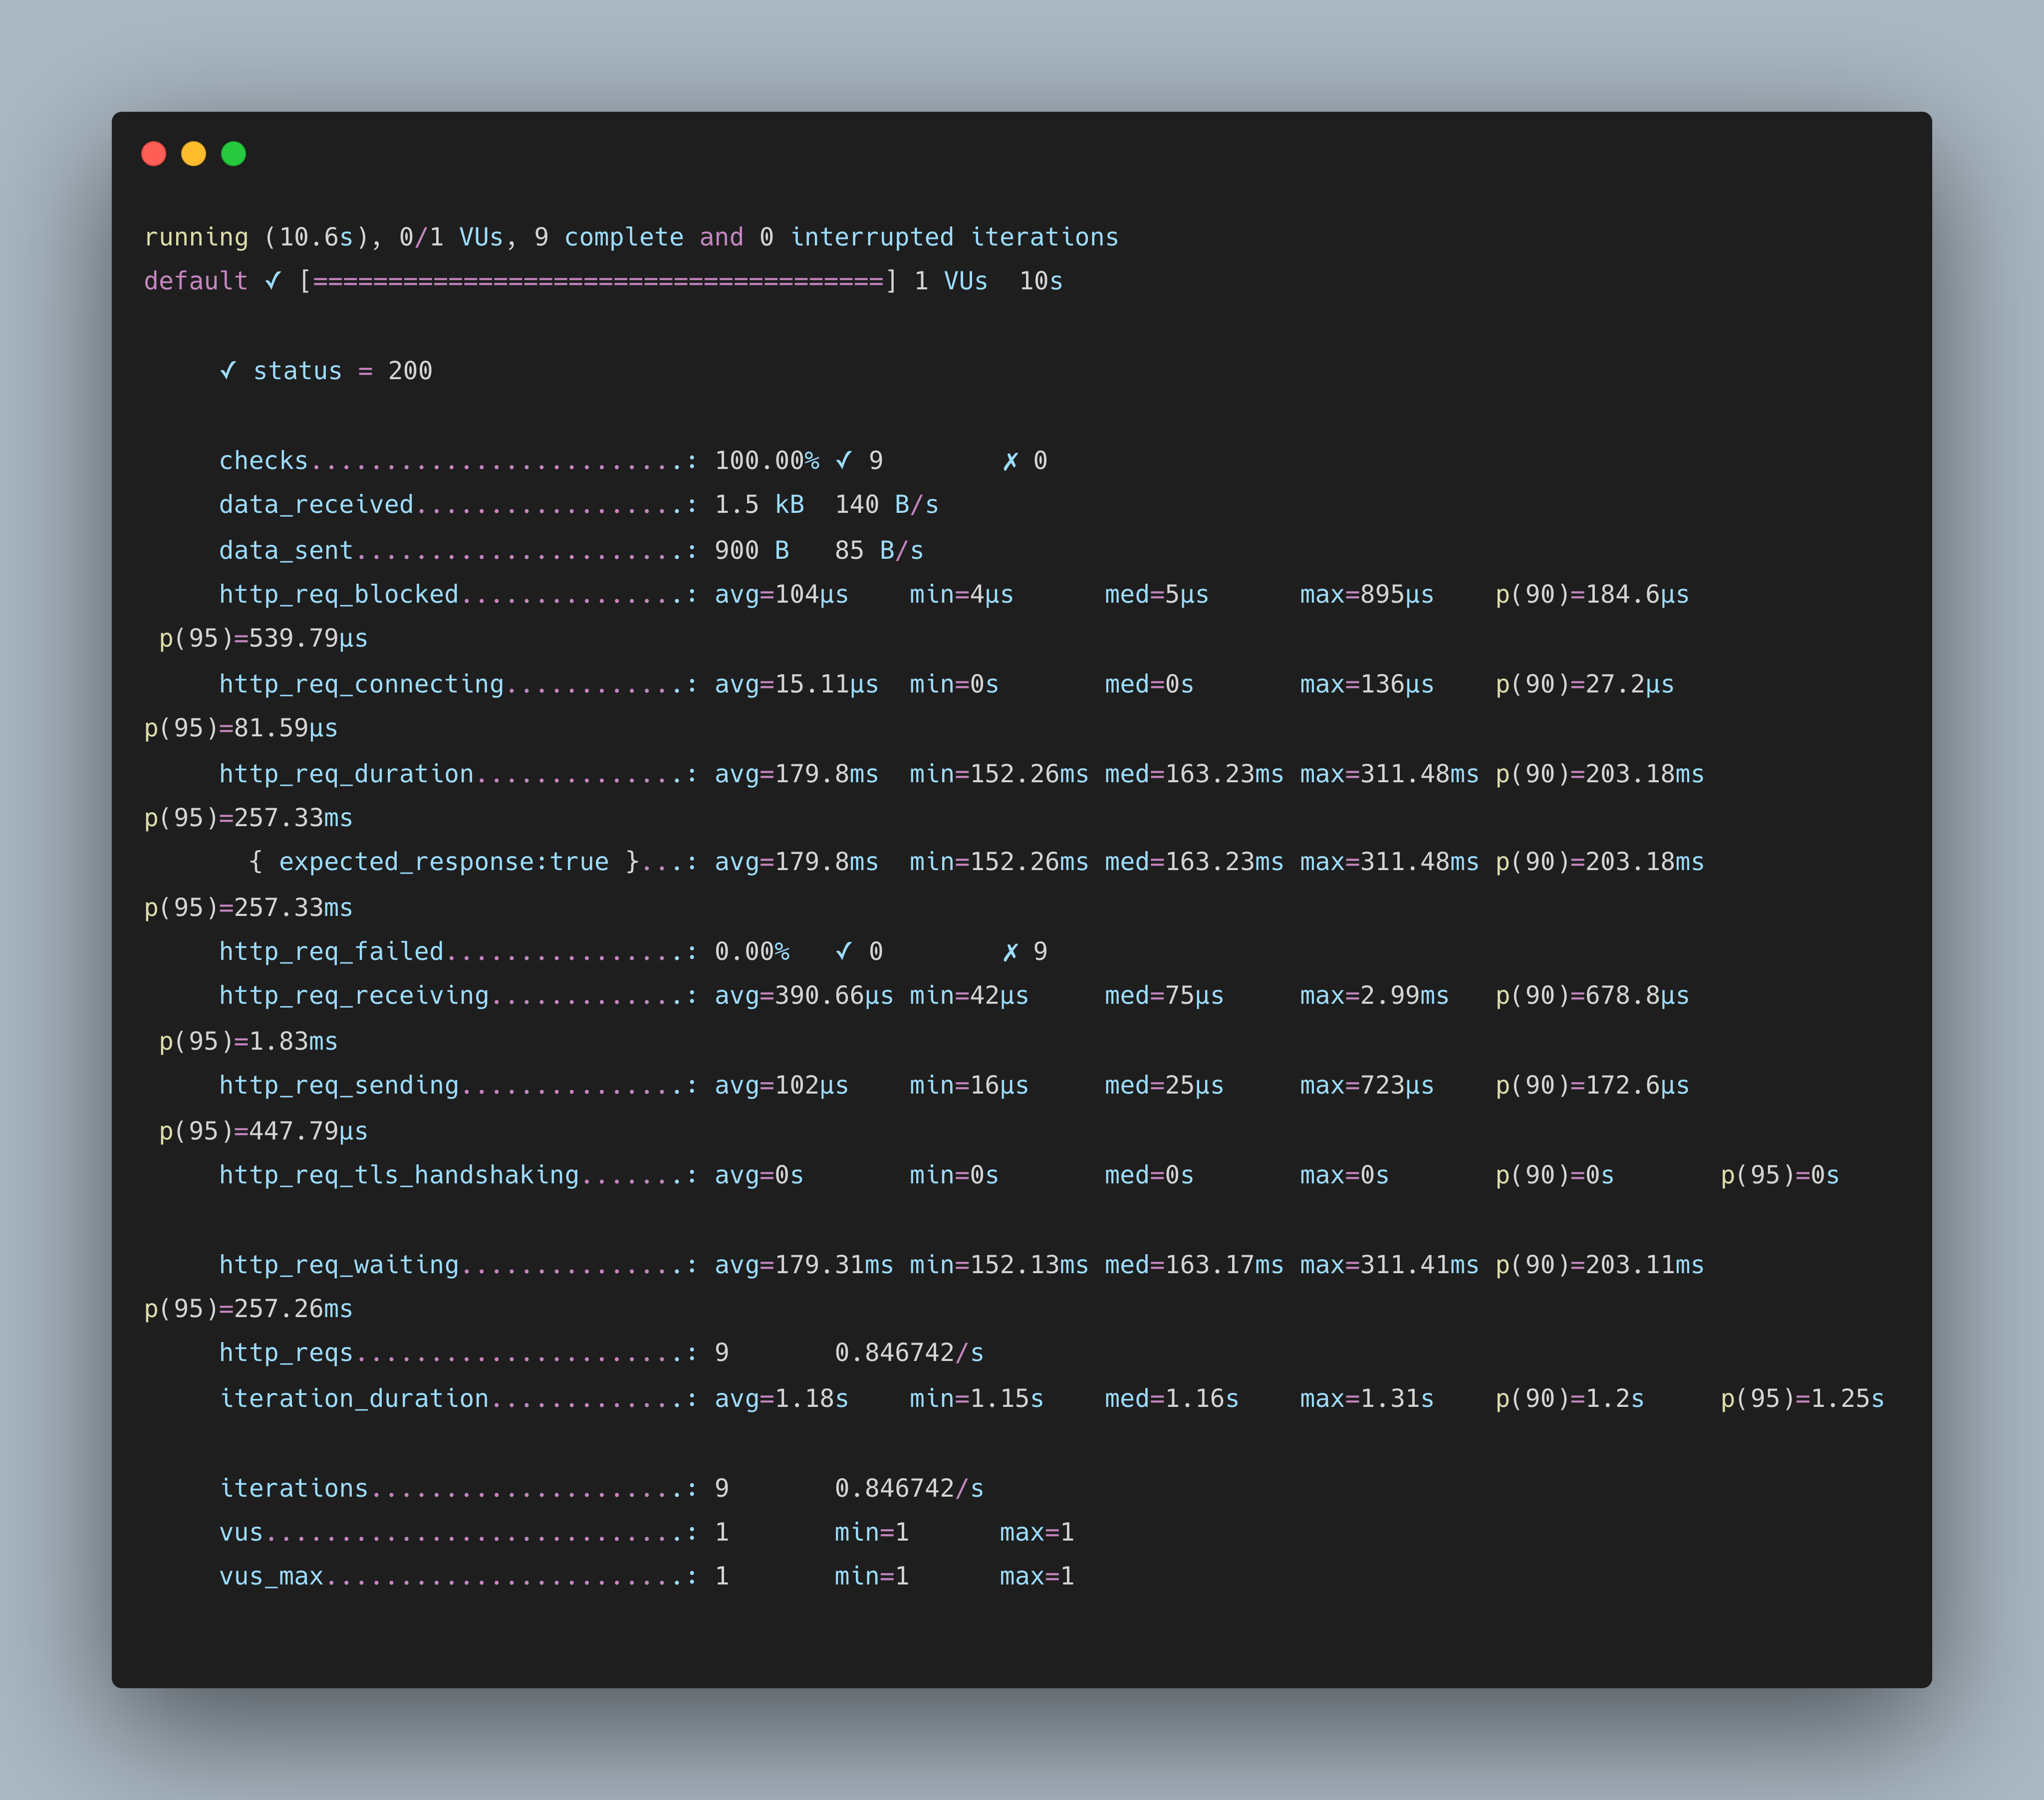 running (10.6s), 0/1 VUs, 9 complete and 0 interrupted iterations
default ✓ [======================================] 1 VUs  10s

     ✓ status = 200

     checks.........................: 100.00% ✓ 9        ✗ 0
     data_received..................: 1.5 kB  140 B/s
     data_sent......................: 900 B   85 B/s
     http_req_blocked...............: avg=104µs    min=4µs      med=5µs      max=895µs    p(90)=184.6µs
 p(95)=539.79µs
     http_req_connecting............: avg=15.11µs  min=0s       med=0s       max=136µs    p(90)=27.2µs
p(95)=81.59µs
     http_req_duration..............: avg=179.8ms  min=152.26ms med=163.23ms max=311.48ms p(90)=203.18ms
p(95)=257.33ms
       { expected_response:true }...: avg=179.8ms  min=152.26ms med=163.23ms max=311.48ms p(90)=203.18ms
p(95)=257.33ms
     http_req_failed................: 0.00%   ✓ 0        ✗ 9
     http_req_receiving.............: avg=390.66µs min=42µs     med=75µs     max=2.99ms   p(90)=678.8µs
 p(95)=1.83ms
     http_req_sending...............: avg=102µs    min=16µs     med=25µs     max=723µs    p(90)=172.6µs
 p(95)=447.79µs
     http_req_tls_handshaking.......: avg=0s       min=0s       med=0s       max=0s       p(90)=0s       p(95)=0s

     http_req_waiting...............: avg=179.31ms min=152.13ms med=163.17ms max=311.41ms p(90)=203.11ms
p(95)=257.26ms
     http_reqs......................: 9       0.846742/s
     iteration_duration.............: avg=1.18s    min=1.15s    med=1.16s    max=1.31s    p(90)=1.2s     p(95)=1.25s

     iterations.....................: 9       0.846742/s
     vus............................: 1       min=1      max=1
     vus_max........................: 1       min=1      max=1